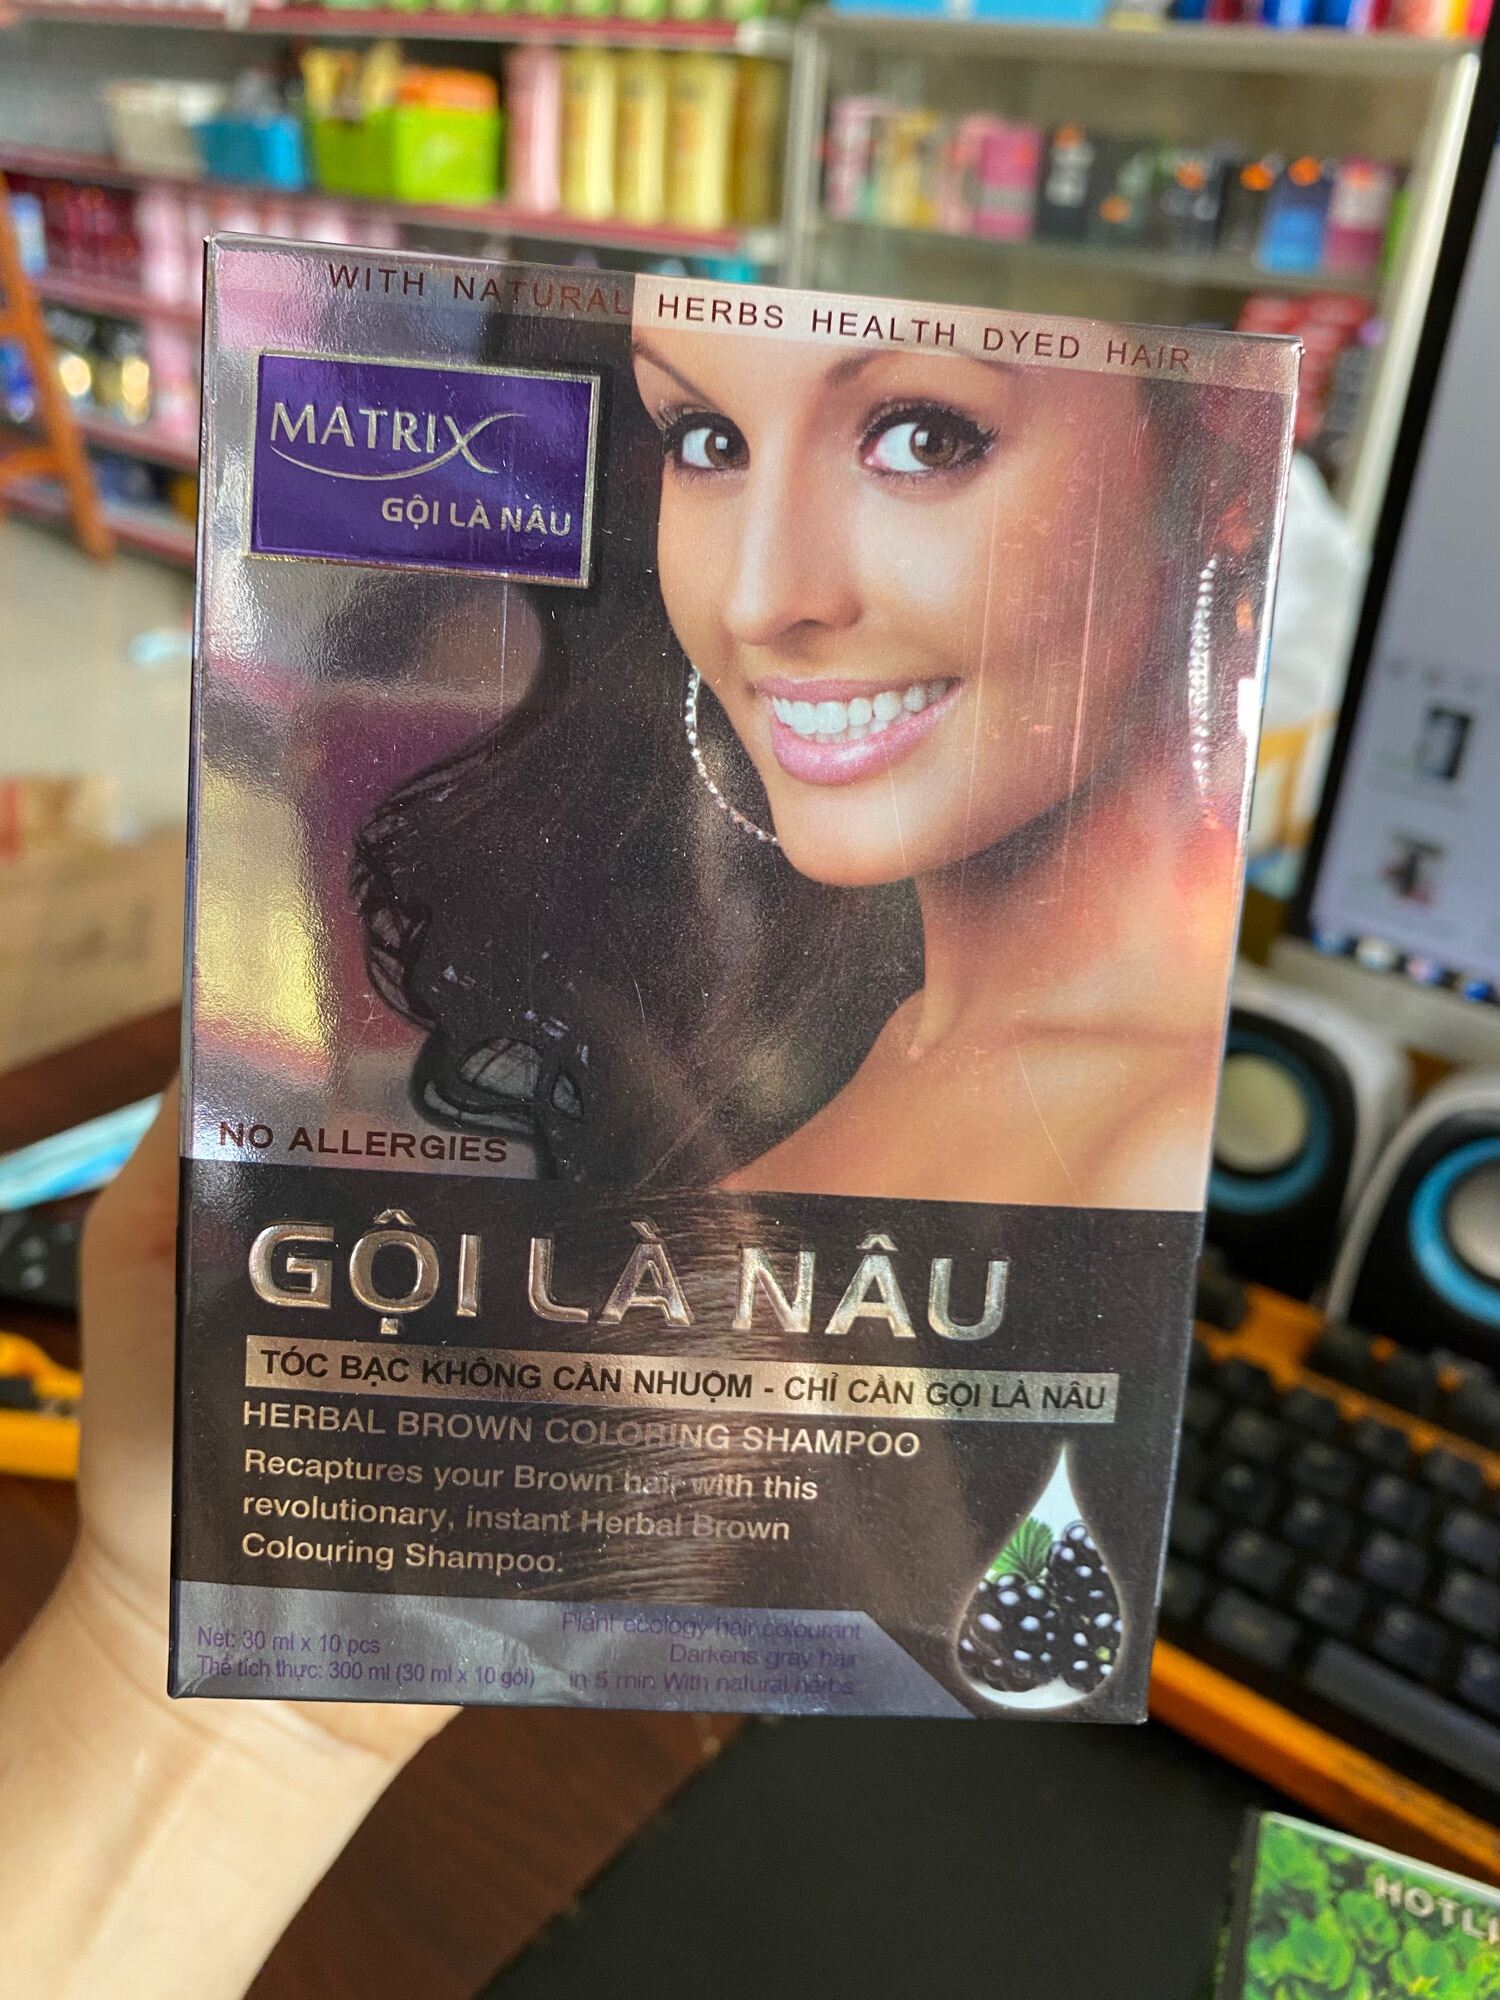 WITH NATURAL HERBS HEALTH DYED HAIR
MATRIX
GỘI LÀ NÂU
NO ALLERGIES
GỘI LÀ NÂU
TÓC BẠC KHÔNG CẦN NHUỘM - CHỈ CẦN GỌI LÀ NÂU
HERBAL BROWN COLORING SHAMPOO
Recaptures your Brown hair with this
revolutionary, instant Herbal Brown
Colouring Shampoo.
Net: 30 ml x 10 pcs
Thể tích thực: 300 ml (30 ml x 10 gói)
Plant ecology hair colourant
Darkens gray hair
in 5 min With natural herbs
HOTLI